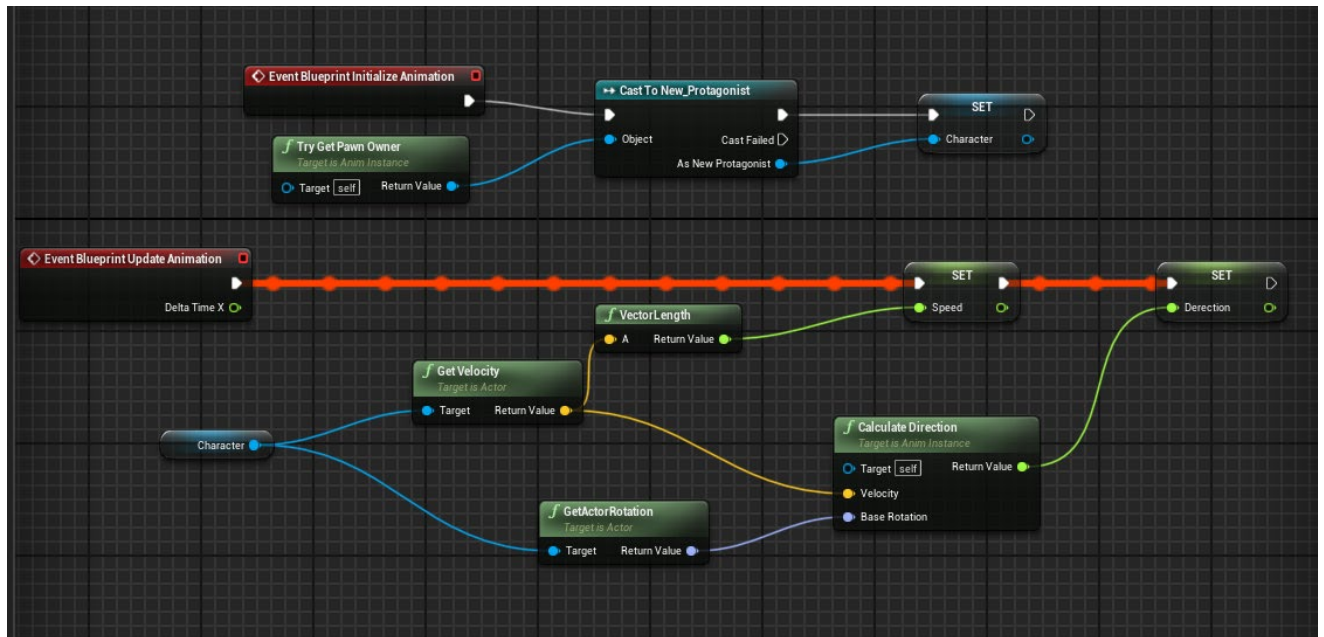 Event Blueprint Initialize Animation
Cast To New_Protagonist
Object
Cast Failed
As New Protagonist
SET
Character
f Try Get Pawn Owner
Target is Anim Instance
Target self
Return Value
Event Blueprint Update Animation
Delta Time X
SET
Speed
SET
Derection
f VectorLength
A
Return Value
f Get Velocity
Target is Actor
Target
Return Value
Character
f Calculate Direction
Target is Anim Instance
Target self
Return Value
Velocity
Base Rotation
f GetActorRotation
Target is Actor
Target
Return Value